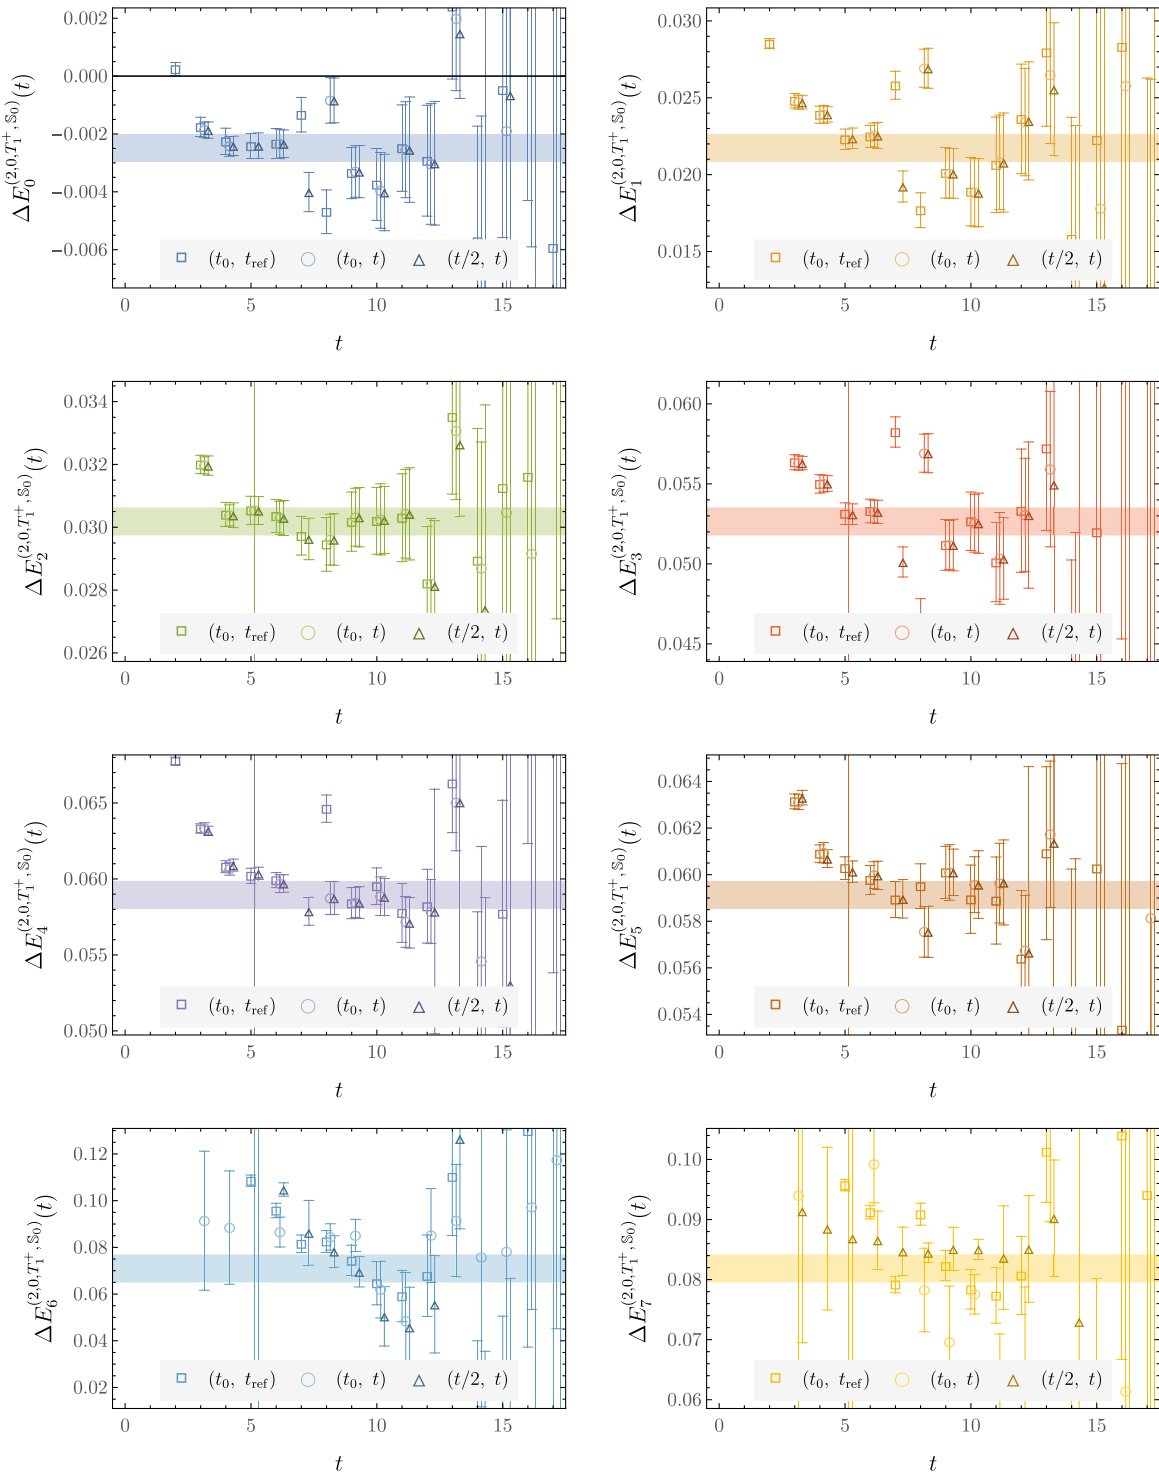 ΔE_0^{(2,0,T_1^+,𝕊_0)}(t)
0.002
0.000
−0.002
−0.004
−0.006
(t_0, t_ref) (t_0, t) (t/2, t)
0 5 10 15
t
ΔE_1^{(2,0,T_1^+,𝕊_0)}(t)
0.030
0.025
0.020
0.015
(t_0, t_ref) (t_0, t) (t/2, t)
0 5 10 15
t
ΔE_2^{(2,0,T_1^+,𝕊_0)}(t)
0.034
0.032
0.030
0.028
0.026
(t_0, t_ref) (t_0, t) (t/2, t)
0 5 10 15
t
ΔE_3^{(2,0,T_1^+,𝕊_0)}(t)
0.060
0.055
0.050
0.045
(t_0, t_ref) (t_0, t) (t/2, t)
0 5 10 15
t
ΔE_4^{(2,0,T_1^+,𝕊_0)}(t)
0.065
0.060
0.055
0.050
(t_0, t_ref) (t_0, t) (t/2, t)
0 5 10 15
t
ΔE_5^{(2,0,T_1^+,𝕊_0)}(t)
0.064
0.062
0.060
0.058
0.056
0.054
(t_0, t_ref) (t_0, t) (t/2, t)
0 5 10 15
t
ΔE_6^{(2,0,T_1^+,𝕊_0)}(t)
0.12
0.10
0.08
0.06
0.04
0.02
(t_0, t_ref) (t_0, t) (t/2, t)
0 5 10 15
t
ΔE_7^{(2,0,T_1^+,𝕊_0)}(t)
0.10
0.09
0.08
0.07
0.06
(t_0, t_ref) (t_0, t) (t/2, t)
0 5 10 15
t